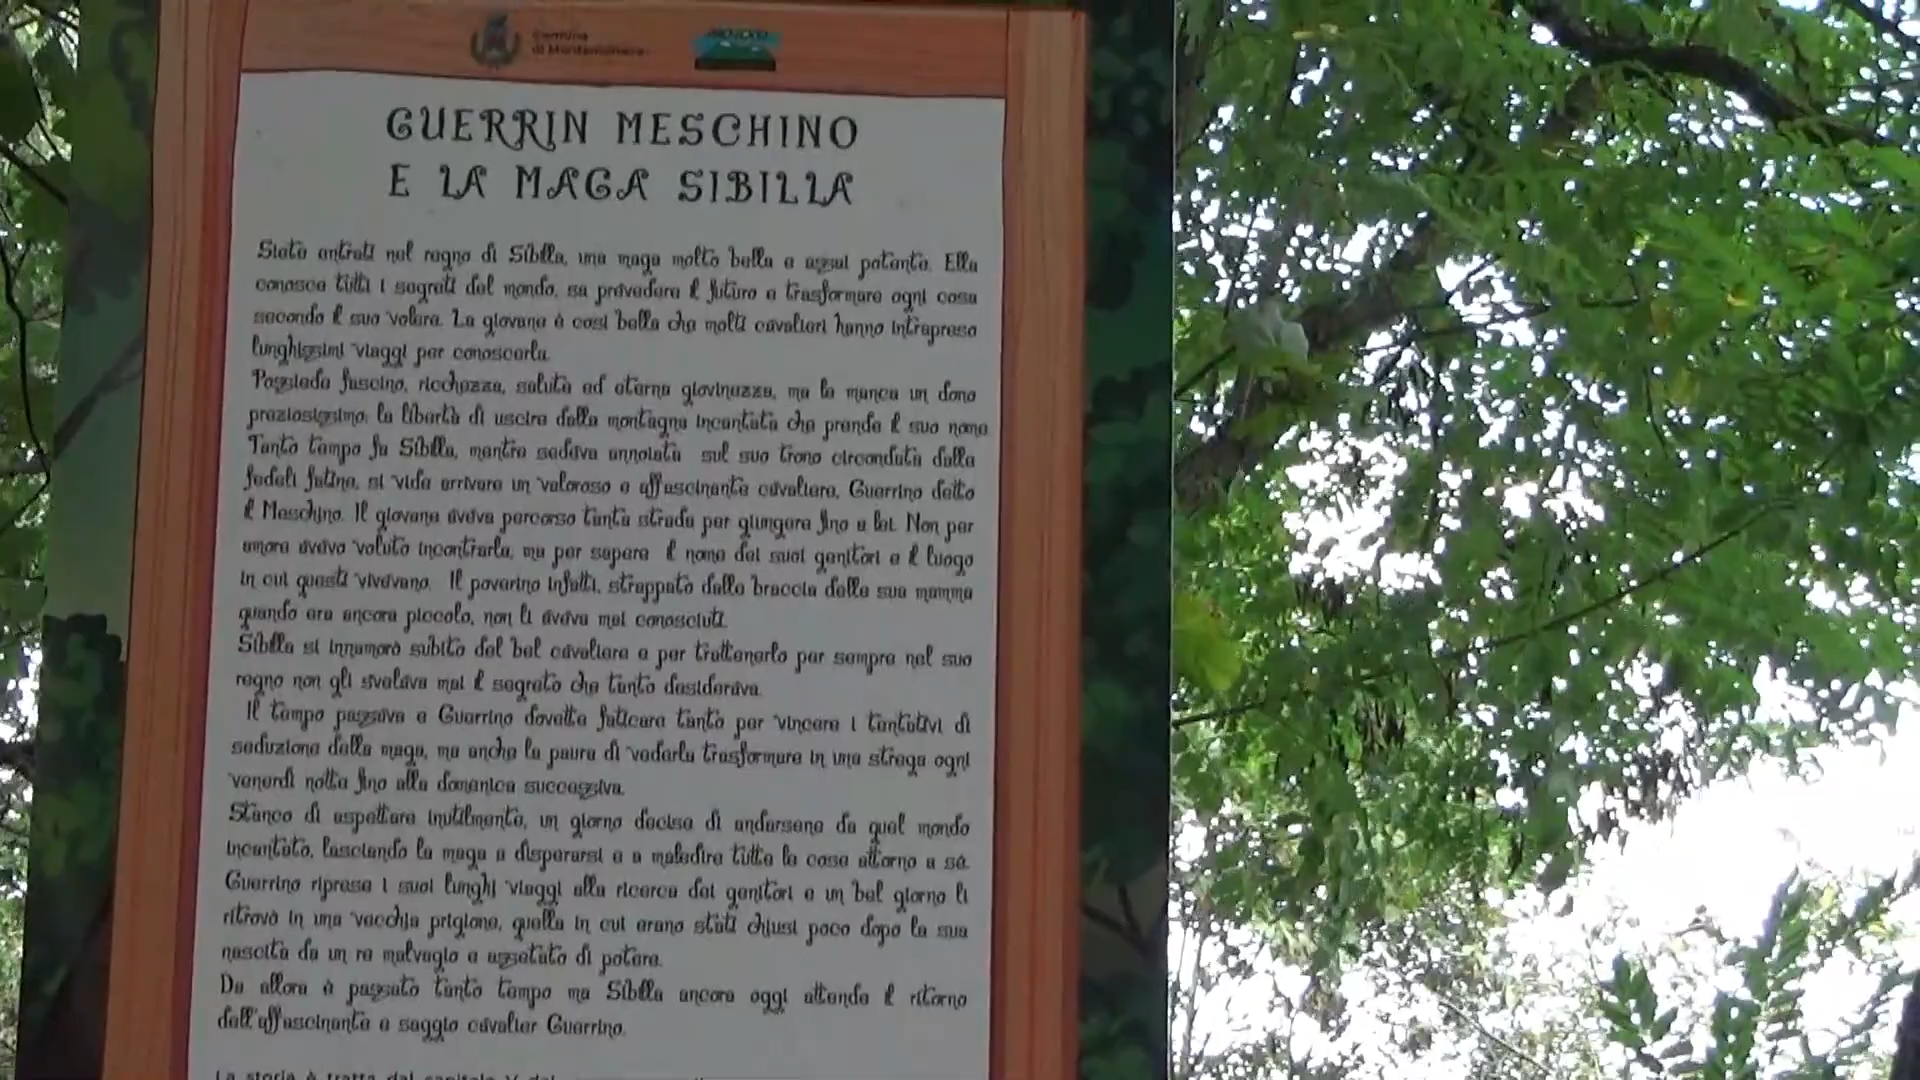 Comune
di Montemonaco
GUERRIN MESCHINO
E LA MAGA SIBILLA
Siete entrati nel regno di Sibilla, una maga molto bella e assai potente. Ella
conosce tutti i segreti del mondo, sa prevedere il futuro e trasformare ogni cosa
secondo il suo volere. La giovane è così bella che molti cavalieri hanno intrapreso
lunghissimi viaggi per conoscerla.
Possiede fascino, ricchezza, salute ed eterna giovinezza, ma le manca un dono
preziosissimo: la libertà di uscire dalla montagna incantata che prende il suo nome.
Tanto tempo fa Sibilla, mentre sedeva annoiata sul suo trono circondata dalle
fedeli fatine, si vide arrivare un valoroso e affascinante cavaliere, Guerrino detto
il Meschino. Il giovane aveva percorso tanta strada per giungere fino a lei. Non per
amore aveva voluto incontrarla, ma per sapere il nome dei suoi genitori e il luogo
in cui questi vivevano. Il poverino infatti, strappato dalle braccia della sua mamma
quando era ancora piccolo, non li aveva mai conosciuti.
Sibilla si innamorò subito del bel cavaliere e per trattenerlo per sempre nel suo
regno non gli svelava mai il segreto che tanto desiderava.
Il tempo passava e Guerrino dovette faticare tanto per vincere i tentativi di
seduzione della maga, ma anche la paura di vederla trasformare in una strega ogni
venerdì notte fino alla domenica successiva.
Stanco di aspettare inutilmente, un giorno decise di andarsene da quel mondo
incantato, lasciando la maga a disperarsi e a maledire tutte le cose attorno a sé.
Guerrino riprese i suoi lunghi viaggi alla ricerca dei genitori e un bel giorno li
ritrovò in una vecchia prigione, quella in cui erano stati chiusi poco dopo la sua
nascita da un re malvagio e assetato di potere.
Da allora è passato tanto tempo ma Sibilla ancora oggi attende il ritorno
dell'affascinante e saggio cavalier Guerrino.
La storia è tratta dal capitolo V del